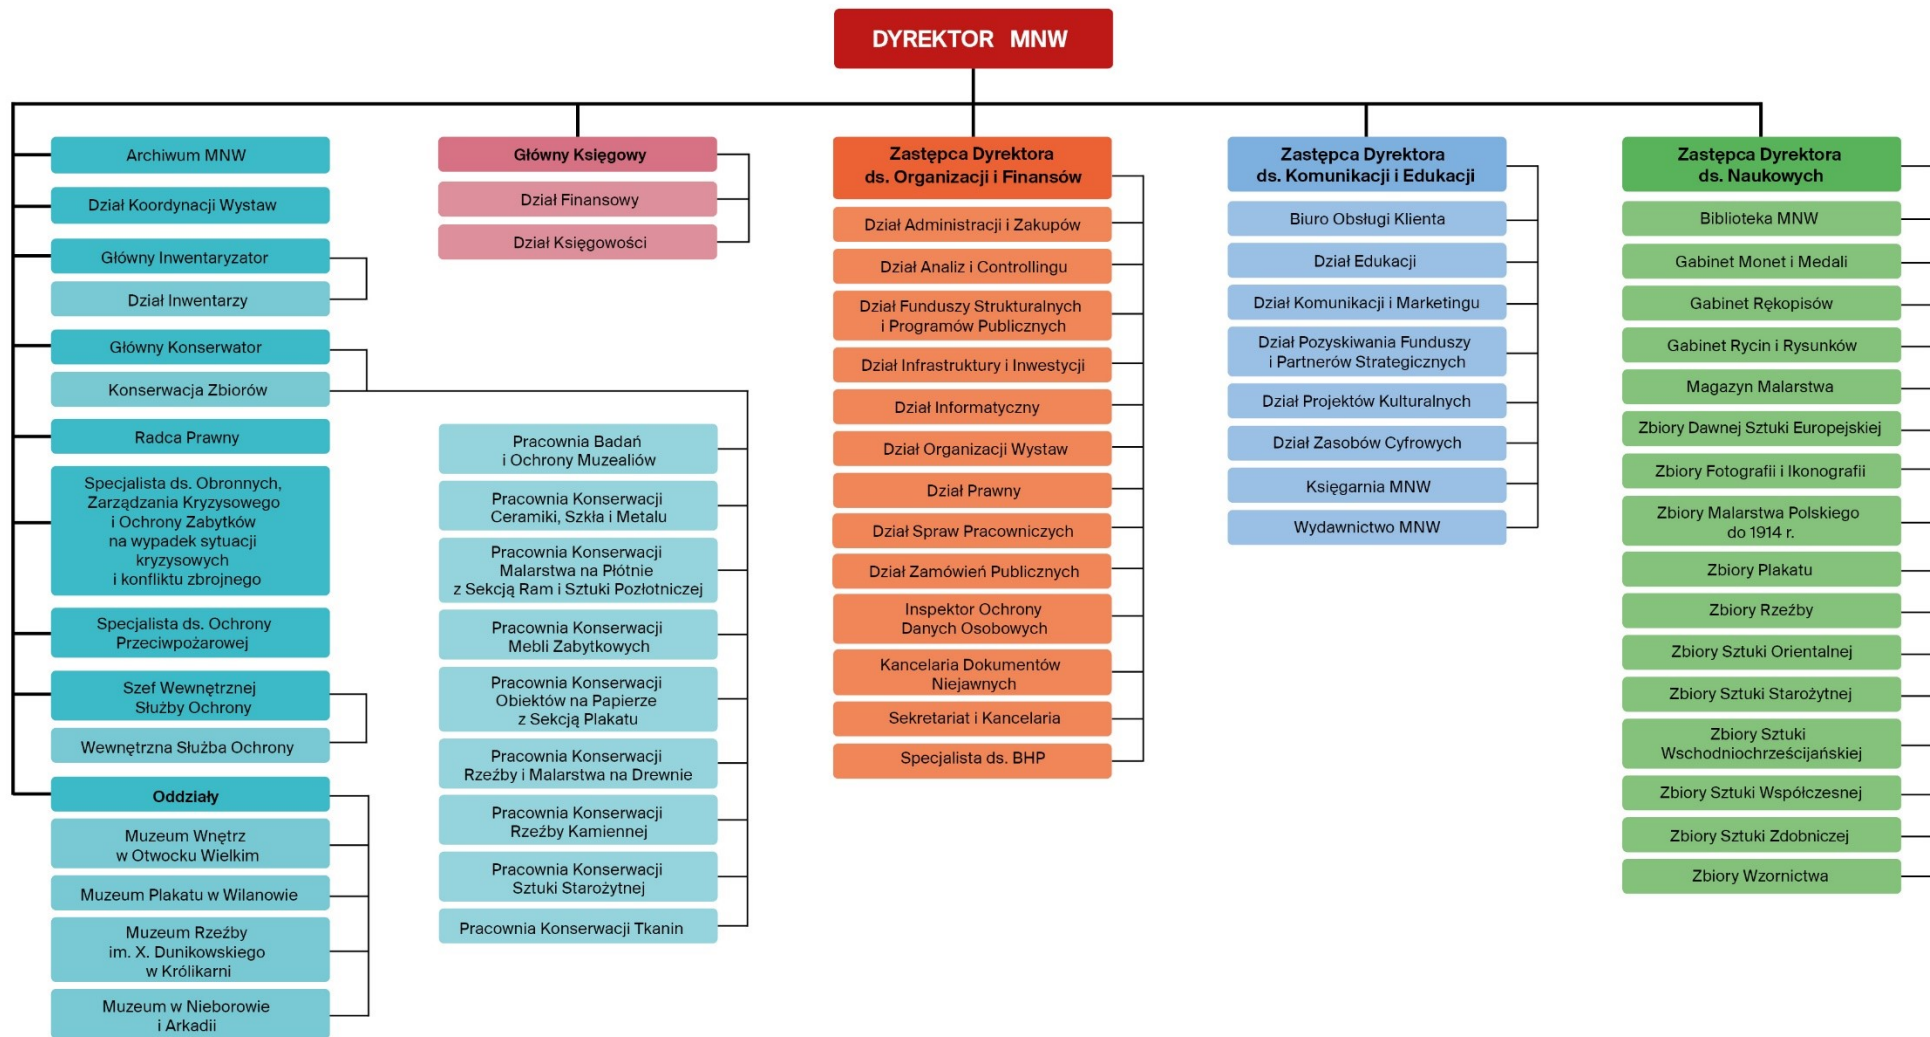 DYREKTOR MNW
Archiwum MNW
Dział Koordynacji Wystaw
Główny Inwentaryzator
Dział Inwentarzy
Główny Konserwator
Konserwacja Zbiorów
Radca Prawny
Specjalista ds. Obronnych,
Zarządzania Kryzysowego
i Ochrony Zabytków
na wypadek sytuacji
kryzysowych
i konfliktu zbrojnego
Specjalista ds. Ochrony
Przeciwpożarowej
Szef Wewnętrznej
Służby Ochrony
Wewnętrzna Służba Ochrony
Oddziały
Muzeum Wnętrz
w Otwocku Wielkim
Muzeum Plakatu w Wilanowie
Muzeum Rzeźby
im. X. Dunikowskiego
w Królikarni
Muzeum w Nieborowie
i Arkadii
Główny Księgowy
Dział Finansowy
Dział Księgowości
Pracownia Badań
i Ochrony Muzealiów
Pracownia Konserwacji
Ceramiki, Szkła i Metalu
Pracownia Konserwacji
Malarstwa na Płótnie
z Sekcją Ram i Sztuki Pozłotniczej
Pracownia Konserwacji
Mebli Zabytkowych
Pracownia Konserwacji
Obiektów na Papierze
z Sekcją Plakatu
Pracownia Konserwacji
Rzeźby i Malarstwa na Drewnie
Pracownia Konserwacji
Rzeźby Kamiennej
Pracownia Konserwacji
Sztuki Starożytnej
Pracownia Konserwacji Tkanin
Zastępca Dyrektora
ds. Organizacji i Finansów
Dział Administracji i Zakupów
Dział Analiz i Controllingu
Dział Funduszy Strukturalnych
i Programów Publicznych
Dział Infrastruktury i Inwestycji
Dział Informatyczny
Dział Organizacji Wystaw
Dział Prawny
Dział Spraw Pracowniczych
Dział Zamówień Publicznych
Inspektor Ochrony
Danych Osobowych
Kancelaria Dokumentów
Niejawnych
Sekretariat i Kancelaria
Specjalista ds. BHP
Zastępca Dyrektora
ds. Komunikacji i Edukacji
Biuro Obsługi Klienta
Dział Edukacji
Dział Komunikacji i Marketingu
Dział Pozyskiwania Funduszy
i Partnerów Strategicznych
Dział Projektów Kulturalnych
Dział Zasobów Cyfrowych
Księgarnia MNW
Wydawnictwo MNW
Zastępca Dyrektora
ds. Naukowych
Biblioteka MNW
Gabinet Monet i Medali
Gabinet Rękopisów
Gabinet Rycin i Rysunków
Magazyn Malarstwa
Zbiory Dawnej Sztuki Europejskiej
Zbiory Fotografii i Ikonografii
Zbiory Malarstwa Polskiego
do 1914 r.
Zbiory Plakatu
Zbiory Rzeźby
Zbiory Sztuki Orientalnej
Zbiory Sztuki Starożytnej
Zbiory Sztuki
Wschodniochrześcijańskiej
Zbiory Sztuki Współczesnej
Zbiory Sztuki Zdobniczej
Zbiory Wzornictwa